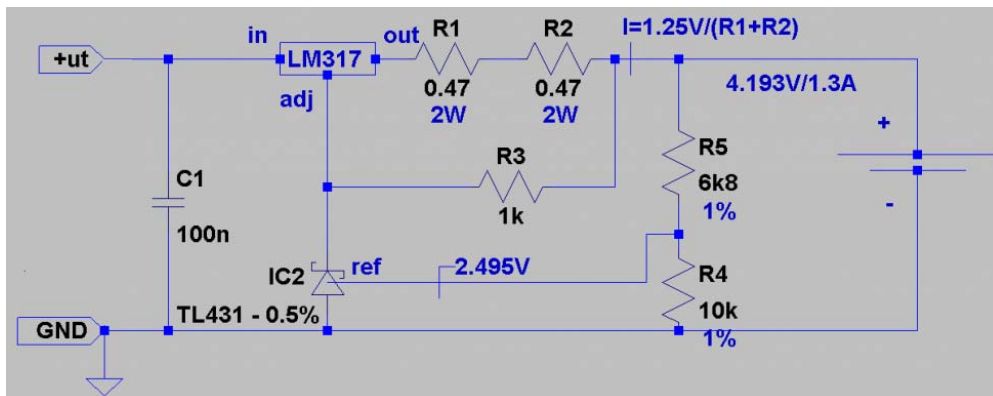 +ut
in
LM317
out
adj
R1
0.47
2W
R2
0.47
2W
I=1.25V/(R1+R2)
4.193V/1.3A
+
-
R3
1k
R5
6k8
1%
C1
100n
IC2
ref
2.495V
TL431 - 0.5%
R4
10k
1%
GND